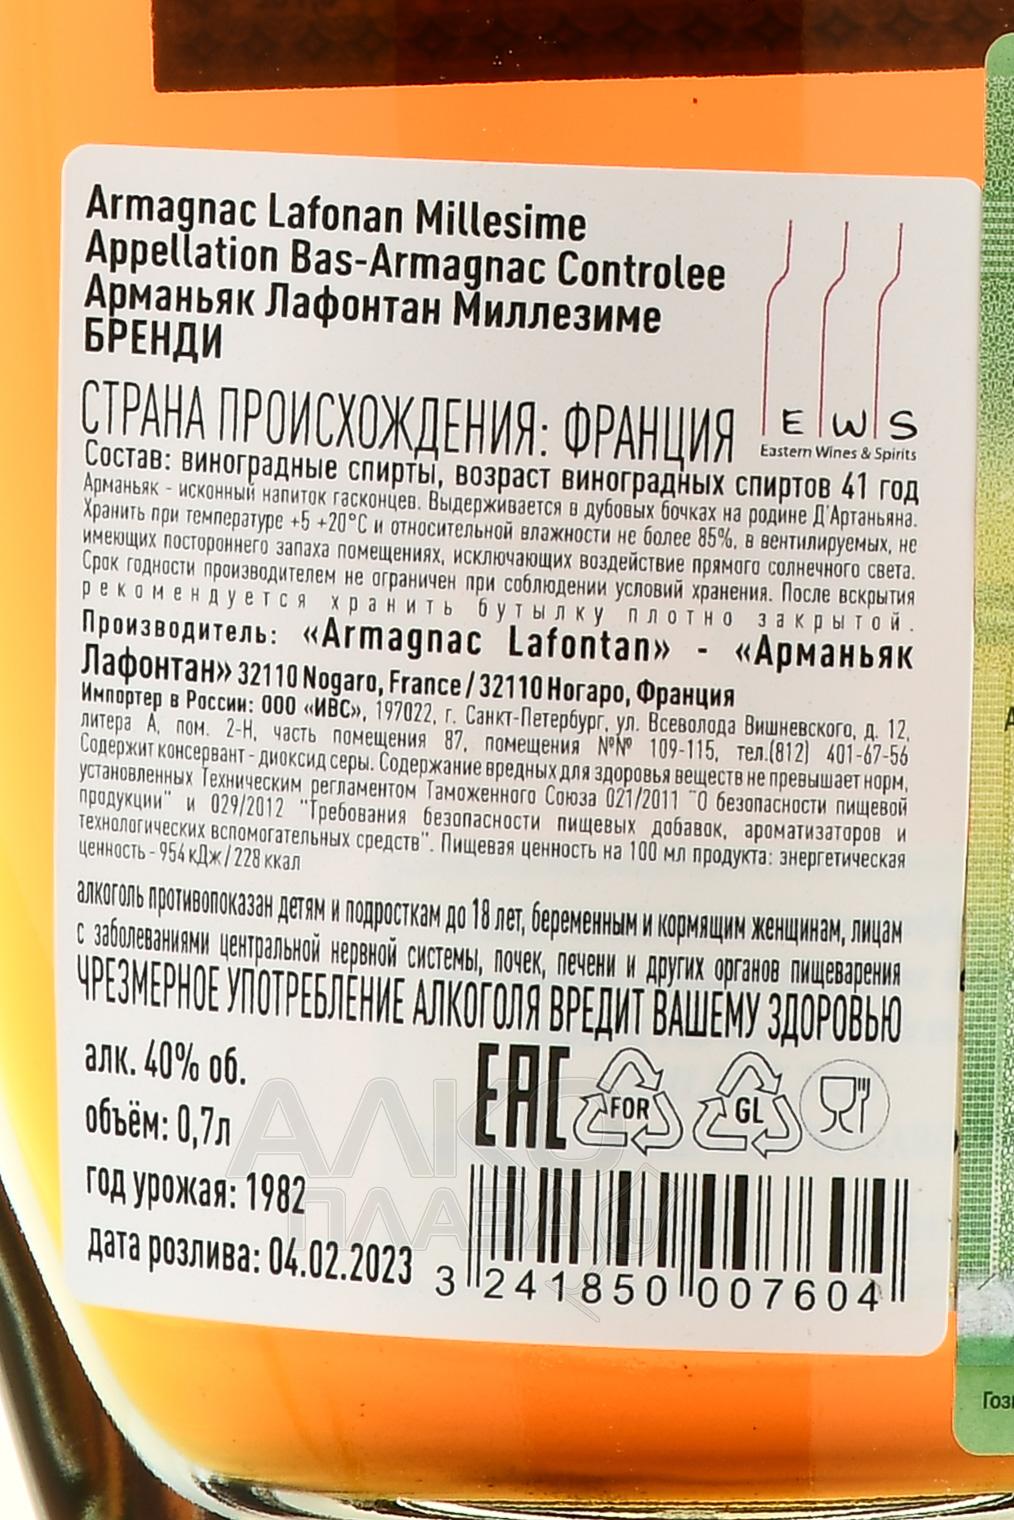 Armagnac Lafonan Millesime
Appellation Bas-Armagnac Controlee
Арманьяк Лафонтан Миллезиме
БРЕНДИ
E W S
Eastern Wines & Spirits
СТРАНА ПРОИСХОЖДЕНИЯ: ФРАНЦИЯ
Состав: виноградные спирты, возраст виноградных спиртов 41 год
Арманьяк - исконный напиток гасконцев. Выдерживается в дубовых бочках на родине Д'Артаньяна.
Хранить при температуре +5 +20°С и относительной влажности не более 85%, в вентилируемых, не
имеющих постороннего запаха помещениях, исключающих воздействие прямого солнечного света.
Срок годности производителем не ограничен при соблюдении условий хранения. После вскрытия
рекомендуется хранить бутылку плотно закрытой.
Производитель: «Armagnac Lafontan» - «Арманьяк
Лафонтан» 32110 Nogaro, France / 32110 Ногаро, Франция
Импортер в России: ООО «ИВС», 197022, г. Санкт-Петербург, ул. Всеволода Вишневского, д. 12,
литера А, пом. 2-Н, часть помещения 87, помещения №№ 109-115, тел.(812) 401-67-56
Содержит консервант - диоксид серы. Содержание вредных для здоровья веществ не превышает норм,
установленных Техническим регламентом Таможенного Союза 021/2011 "О безопасности пищевой
продукции" и 029/2012 "Требования безопасности пищевых добавок, ароматизаторов и
технологических вспомогательных средств". Пищевая ценность на 100 мл продукта: энергетическая
ценность - 954 кДж / 228 ккал
алкоголь противопоказан детям и подросткам до 18 лет, беременным и кормящим женщинам, лицам
с заболеваниями центральной нервной системы, почек, печени и других органов пищеварения
ЧРЕЗМЕРНОЕ УПОТРЕБЛЕНИЕ АЛКОГОЛЯ ВРЕДИТ ВАШЕМУ ЗДОРОВЬЮ
алк. 40% об.
объём: 0,7л
год урожая: 1982
дата розлива: 04.02.2023
EAC
FOR
GL
3 241850 007604
АЛКО
ПЛАЗА.ru